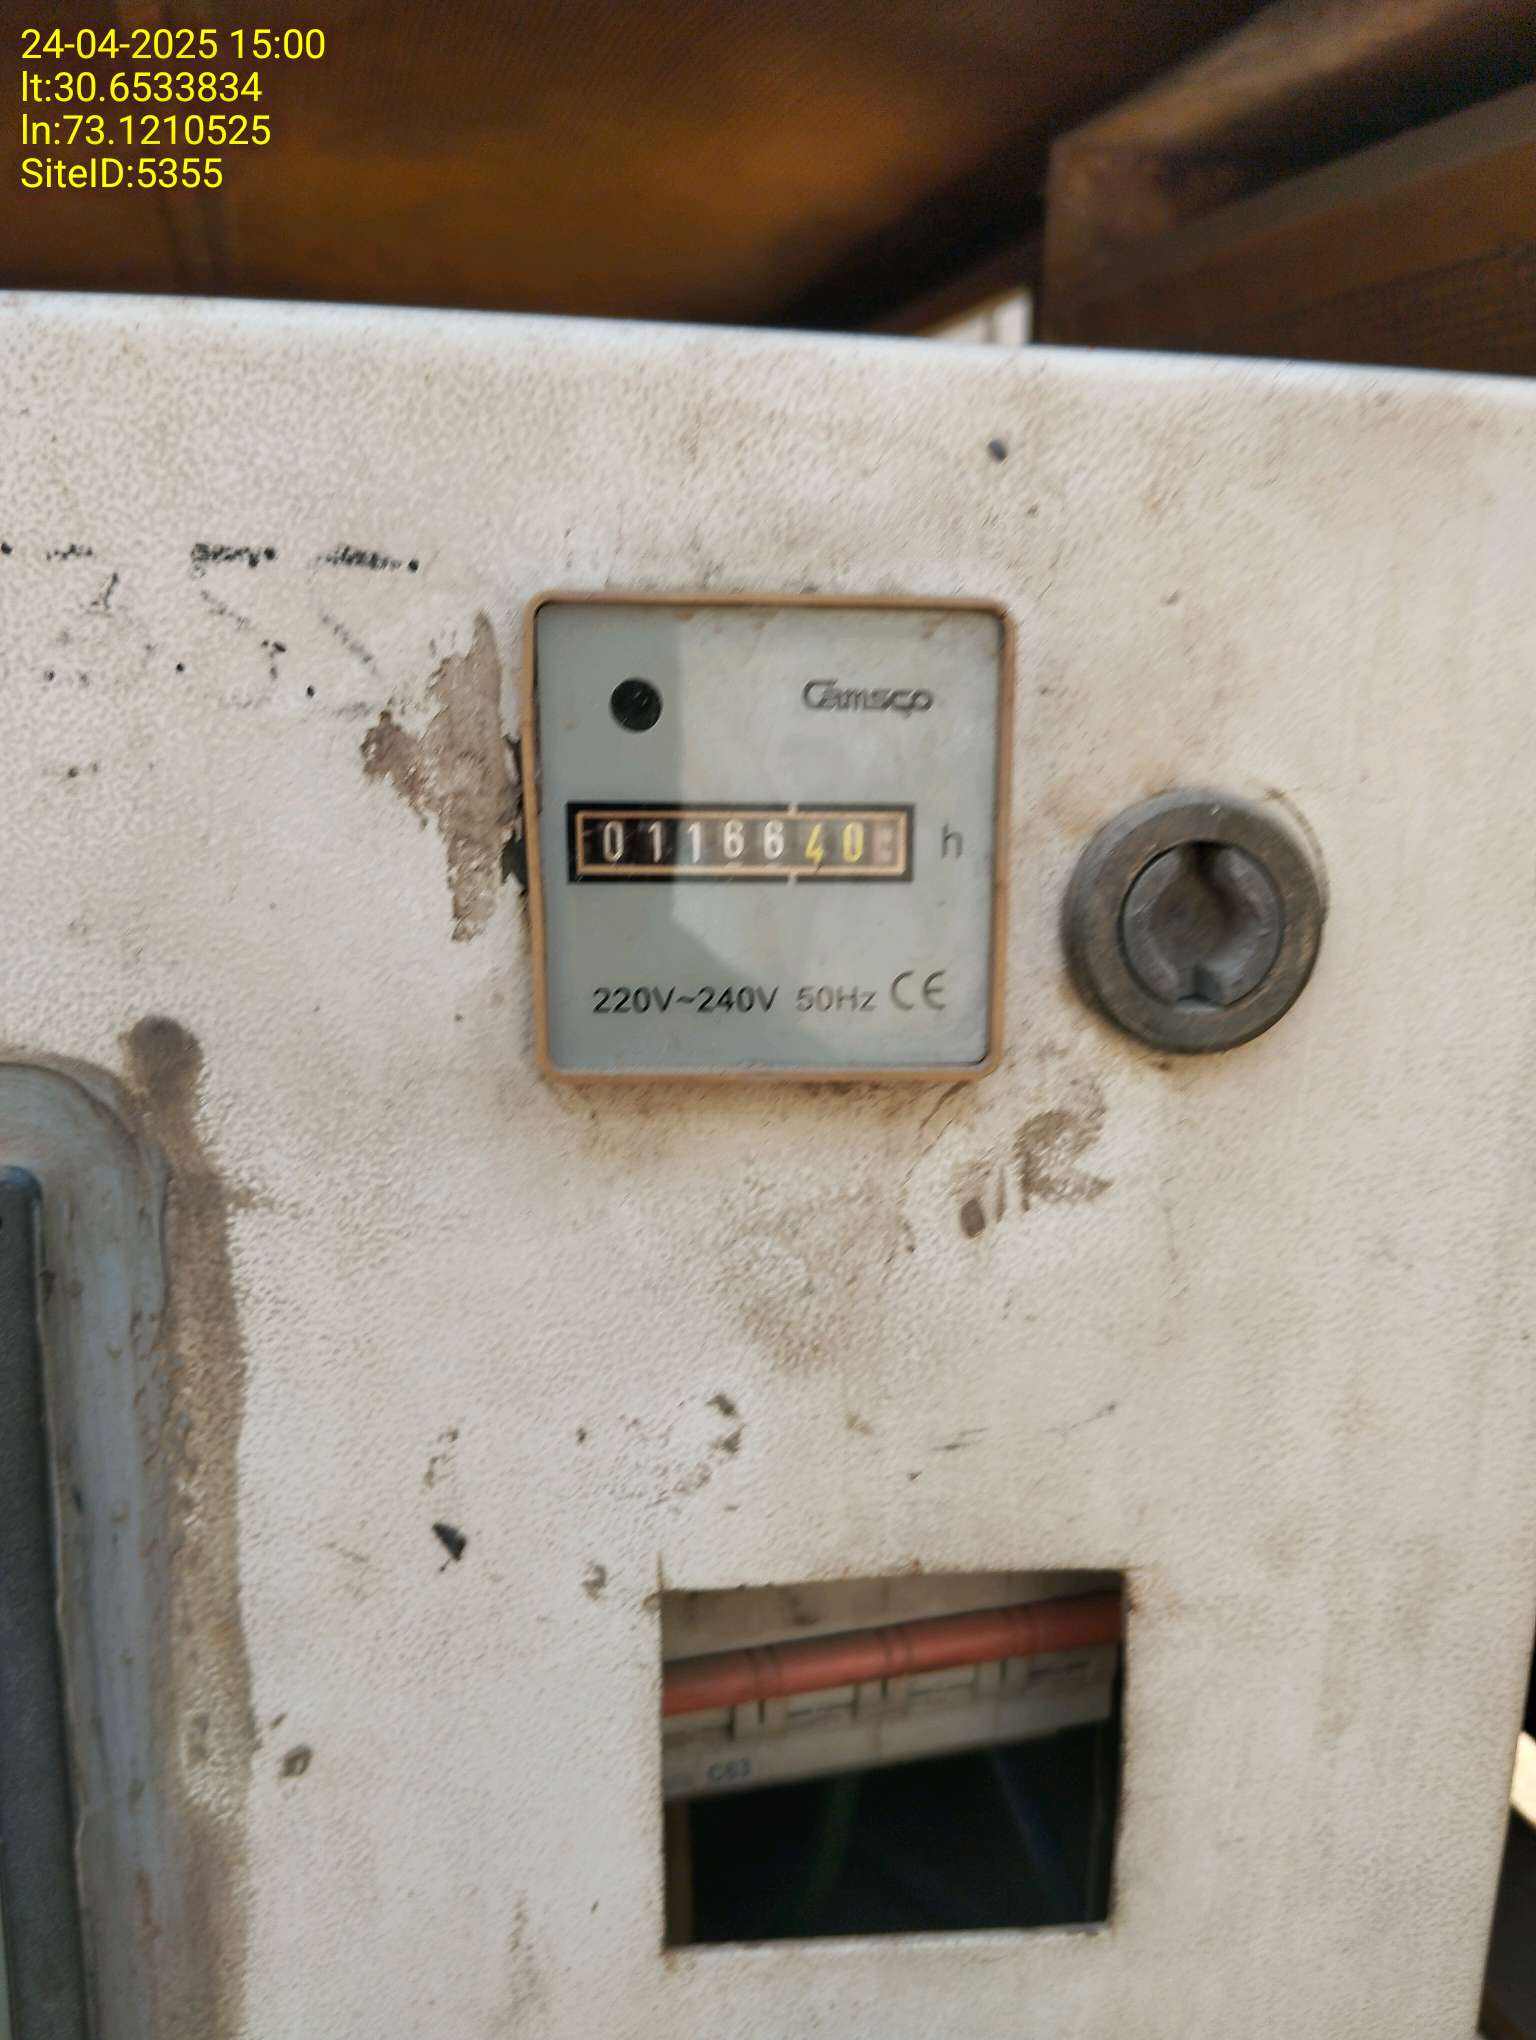 24-04-2025 15:00
lt:30.6533834
ln:73.1210525
SiteID:5355
Camsco
0116640 h
220V~240V 50Hz CE
C63